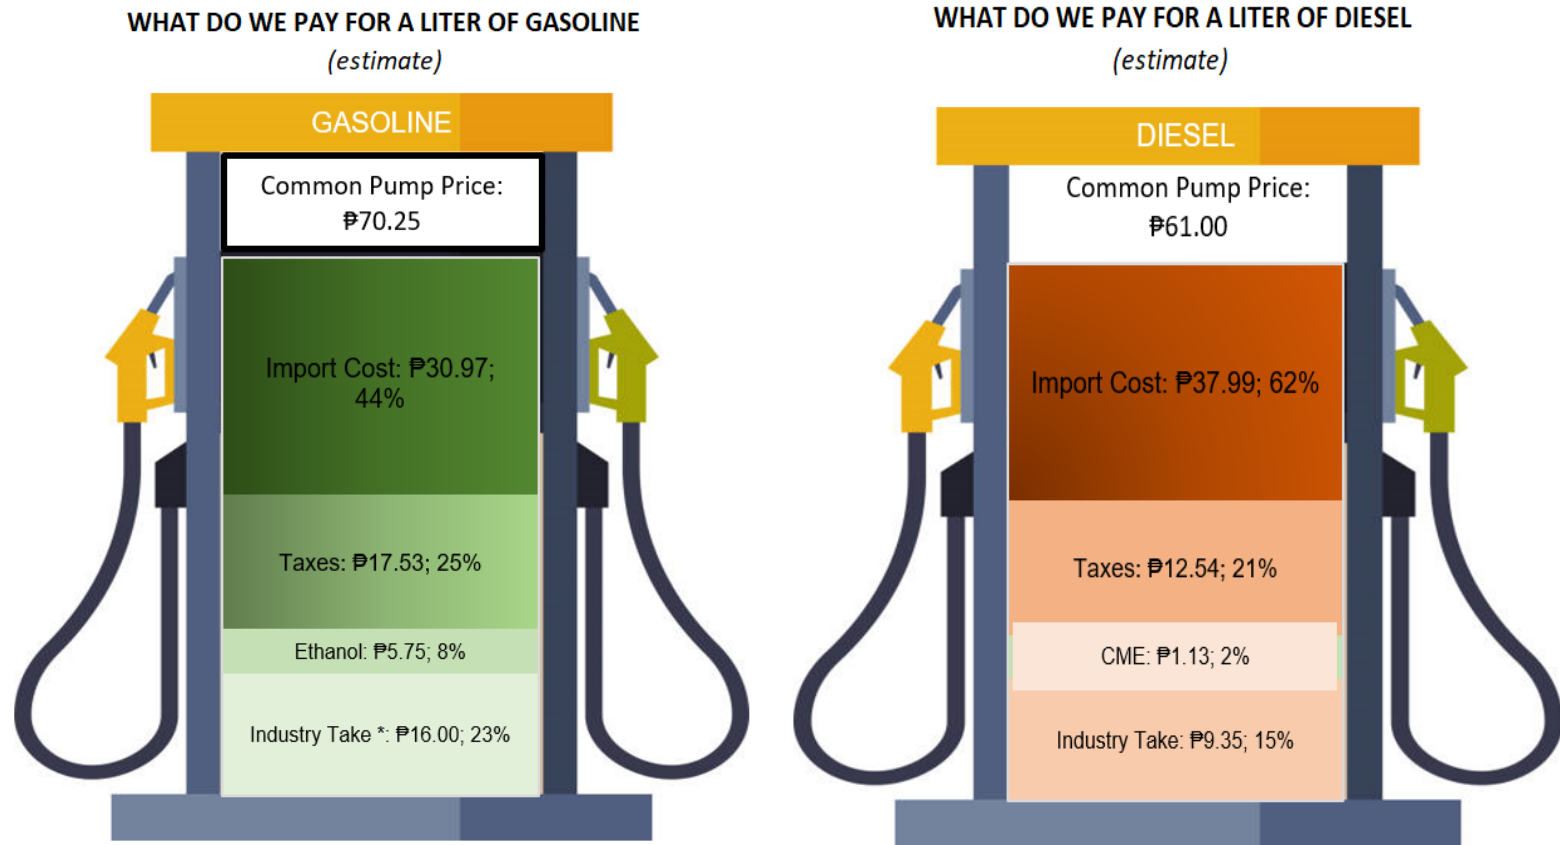 WHAT DO WE PAY FOR A LITER OF GASOLINE
(estimate)
GASOLINE
Common Pump Price:
₱70.25
Import Cost: ₱30.97;
44%
Taxes: ₱17.53; 25%
Ethanol: ₱5.75; 8%
Industry Take *: ₱16.00; 23%
WHAT DO WE PAY FOR A LITER OF DIESEL
(estimate)
DIESEL
Common Pump Price:
₱61.00
Import Cost: ₱37.99; 62%
Taxes: ₱12.54; 21%
CME: ₱1.13; 2%
Industry Take: ₱9.35; 15%